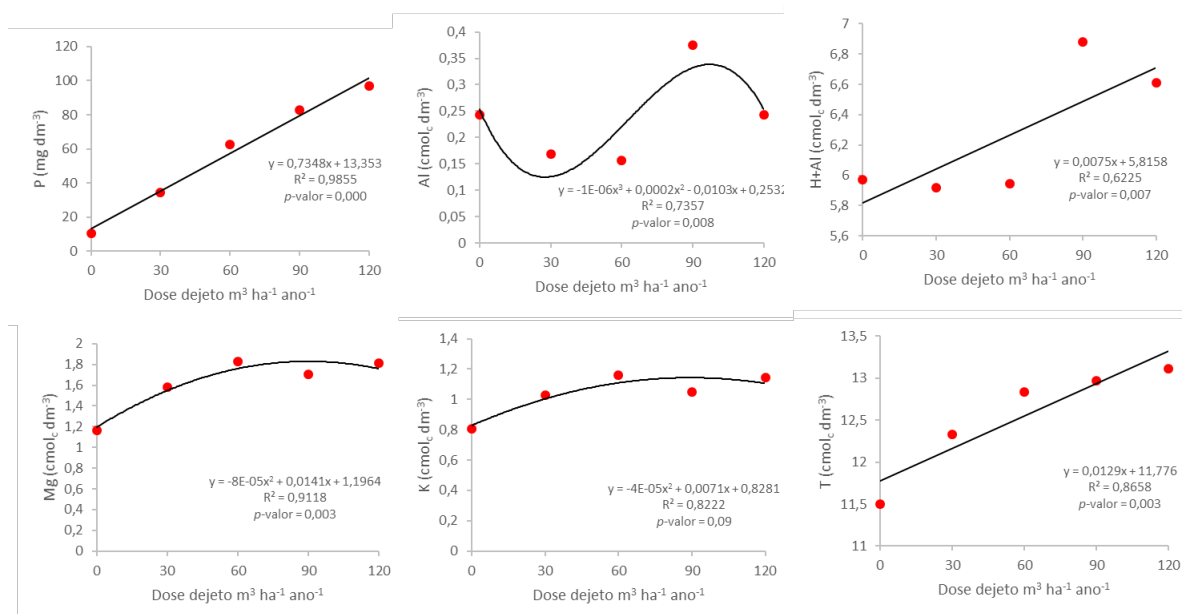 P (mg dm⁻³)
120
100
80
60
40
20
0
0 30 60 90 120
y = 0,7348x + 13,353
R² = 0,9855
p-valor = 0,000
Dose dejeto m³ ha⁻¹ ano⁻¹
Al (cmolc dm⁻³)
0,4
0,35
0,3
0,25
0,2
0,15
0,1
0,05
0
0 30 60 90 120
y = -1E-06x³ + 0,0002x² - 0,0103x + 0,2532
R² = 0,7357
p-valor = 0,008
Dose dejeto m³ ha⁻¹ ano⁻¹
H+Al (cmolc dm⁻³)
7
6,8
6,6
6,4
6,2
6
5,8
5,6
0 30 60 90 120
y = 0,0075x + 5,8158
R² = 0,6225
p-valor = 0,007
Dose dejeto m³ ha⁻¹ ano⁻¹
Mg (cmolc dm⁻³)
2
1,8
1,6
1,4
1,2
1
0,8
0,6
0,4
0,2
0
0 30 60 90 120
y = -8E-05x² + 0,0141x + 1,1964
R² = 0,9118
p-valor = 0,003
Dose dejeto m³ ha⁻¹ ano⁻¹
K (cmolc dm⁻³)
1,4
1,2
1
0,8
0,6
0,4
0,2
0
0 30 60 90 120
y = -4E-05x² + 0,0071x + 0,8281
R² = 0,8222
p-valor = 0,09
Dose dejeto m³ ha⁻¹ ano⁻¹
T (cmolc dm⁻³)
13,5
13
12,5
12
11,5
11
0 30 60 90 120
y = 0,0129x + 11,776
R² = 0,8658
p-valor = 0,003
Dose dejeto m³ ha⁻¹ ano⁻¹